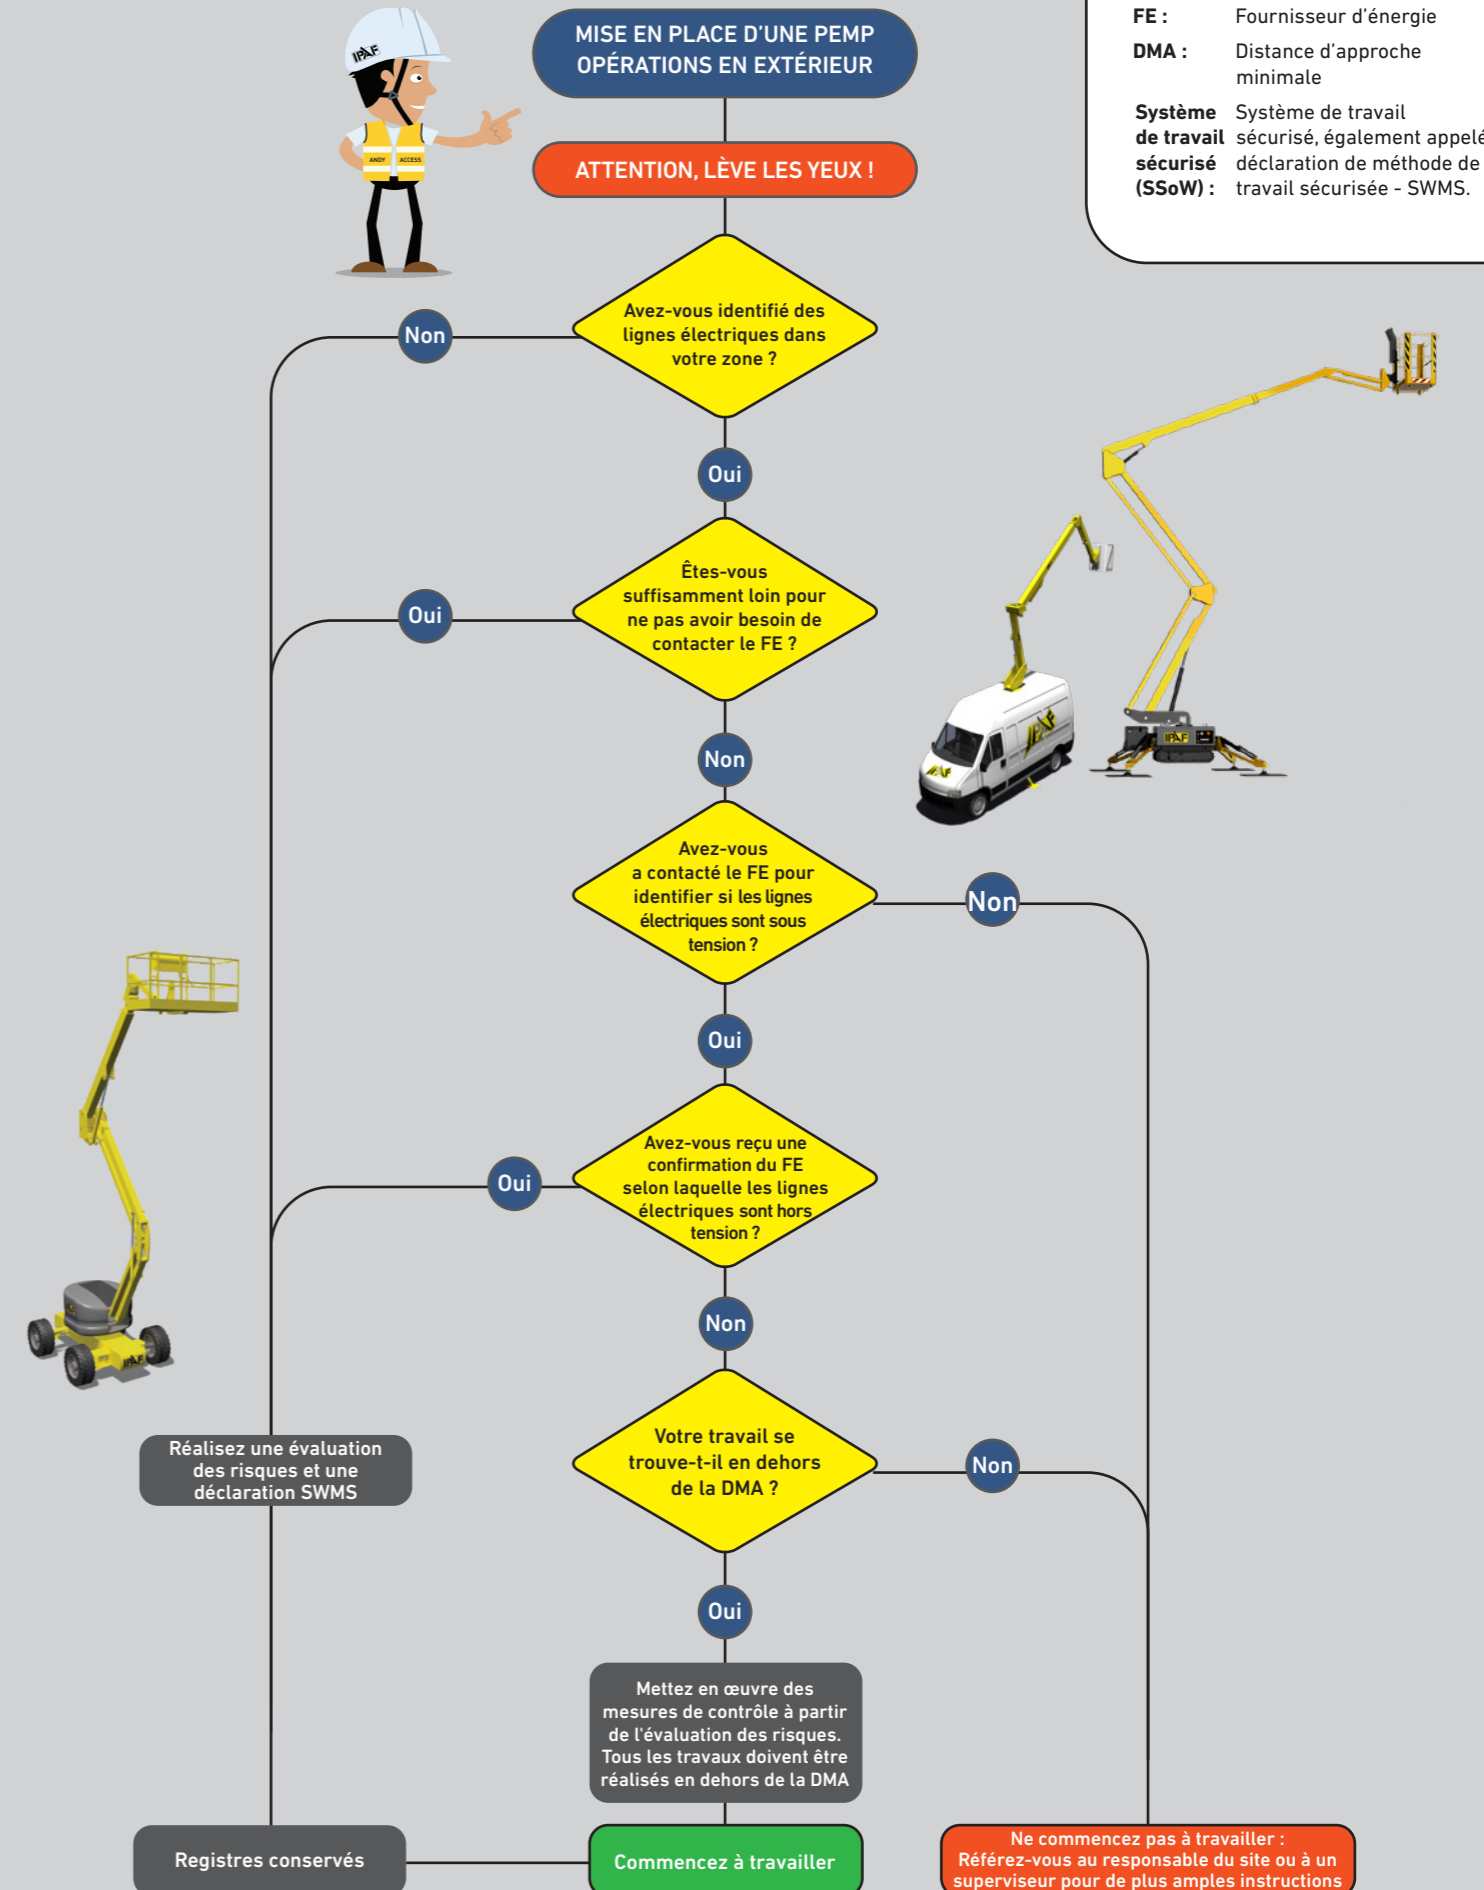 MISE EN PLACE D'UNE PEMP
OPÉRATIONS EN EXTÉRIEUR
FE : Fournisseur d'énergie
DMA : Distance d'approche
minimale
Système Système de travail
de travail sécurisé, également appelé
sécurisé déclaration de méthode de
(SSoW) : travail sécurisée - SWMS.
IPAF
ANDY ACCESS
ATTENTION, LÈVE LES YEUX !
Avez-vous identifié des
lignes électriques dans
votre zone ?
Non
Oui
Êtes-vous
suffisamment loin pour
ne pas avoir besoin de
contacter le FE ?
Oui
Non
IPAF
IPAF
IPAF
Avez-vous
a contacté le FE pour
identifier si les lignes
électriques sont sous
tension ?
Non
Oui
Avez-vous reçu une
confirmation du FE
selon laquelle les lignes
électriques sont hors
tension ?
Oui
Non
IPAF
Votre travail se
trouve-t-il en dehors
de la DMA ?
Non
Oui
Réalisez une évaluation
des risques et une
déclaration SWMS
Mettez en œuvre des
mesures de contrôle à partir
de l'évaluation des risques.
Tous les travaux doivent être
réalisés en dehors de la DMA
Registres conservés
Commencez à travailler
Ne commencez pas à travailler :
Référez-vous au responsable du site ou à un
superviseur pour de plus amples instructions